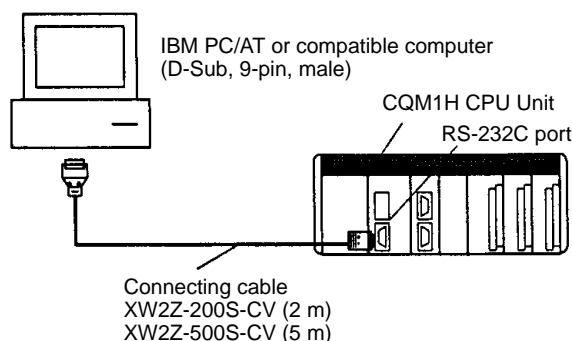 IBM PC/AT or compatible computer
(D-Sub, 9-pin, male)
CQM1H CPU Unit
RS-232C port
Connecting cable
XW2Z-200S-CV (2 m)
XW2Z-500S-CV (5 m)